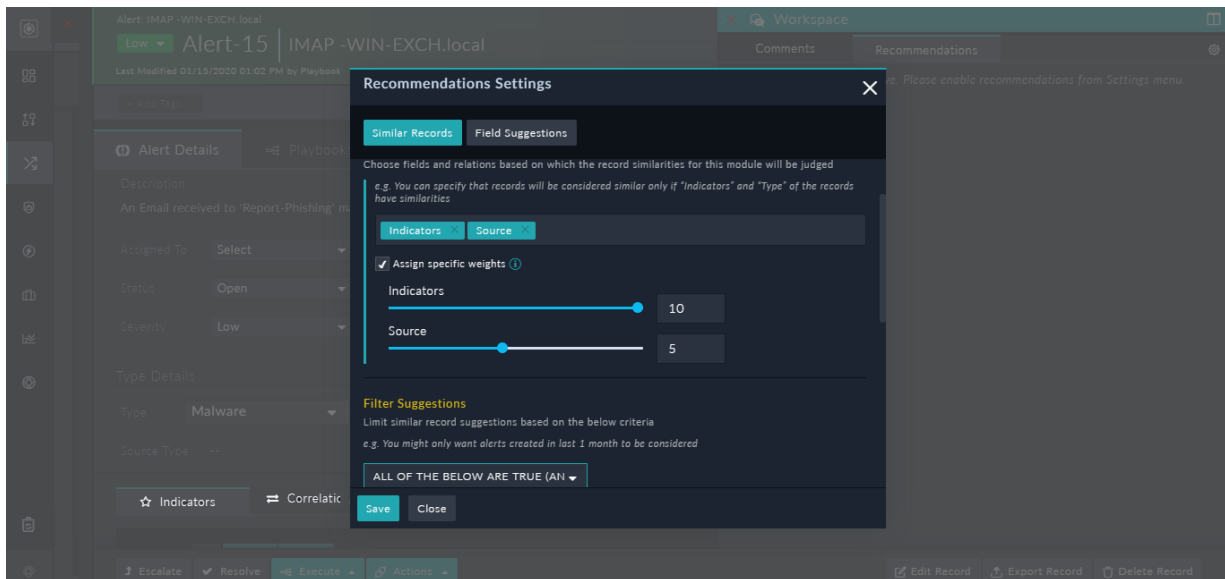 Alert: IMAP -WIN-EXCH.local
Low Alert-15 IMAP -WIN-EXCH.local
Last Modified 01/15/2020 01:02 PM by Playbook
+ Add Tags
Alert Details Playbook
Description
An Email received to 'Report-Phishing' m
Assigned To Select
Status Open
Severity Low
Type Details
Type Malware
Source Type --
Indicators Correlatic
Escalate Resolve Execute Actions
Workspace
Comments Recommendations
ve. Please enable recommendations from Settings menu.
Edit Record Export Record Delete Record
Recommendations Settings
Similar Records Field Suggestions
Choose fields and relations based on which the record similarities for this module will be judged
e.g. You can specify that records will be considered similar only if "Indicators" and "Type" of the records
have similarities
Indicators Source
Assign specific weights
Indicators
10
Source
5
Filter Suggestions
Limit similar record suggestions based on the below criteria
e.g. You might only want alerts created in last 1 month to be considered
ALL OF THE BELOW ARE TRUE (AN
Save Close